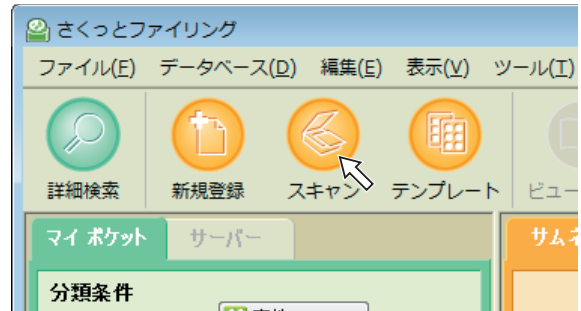 さくっとファイリング
ファイル(F) データベース(D) 編集(E) 表示(V) ツール(T)
詳細検索 新規登録 スキャン テンプレート ビュー
マイ ポケット サーバー サムネ
分類条件